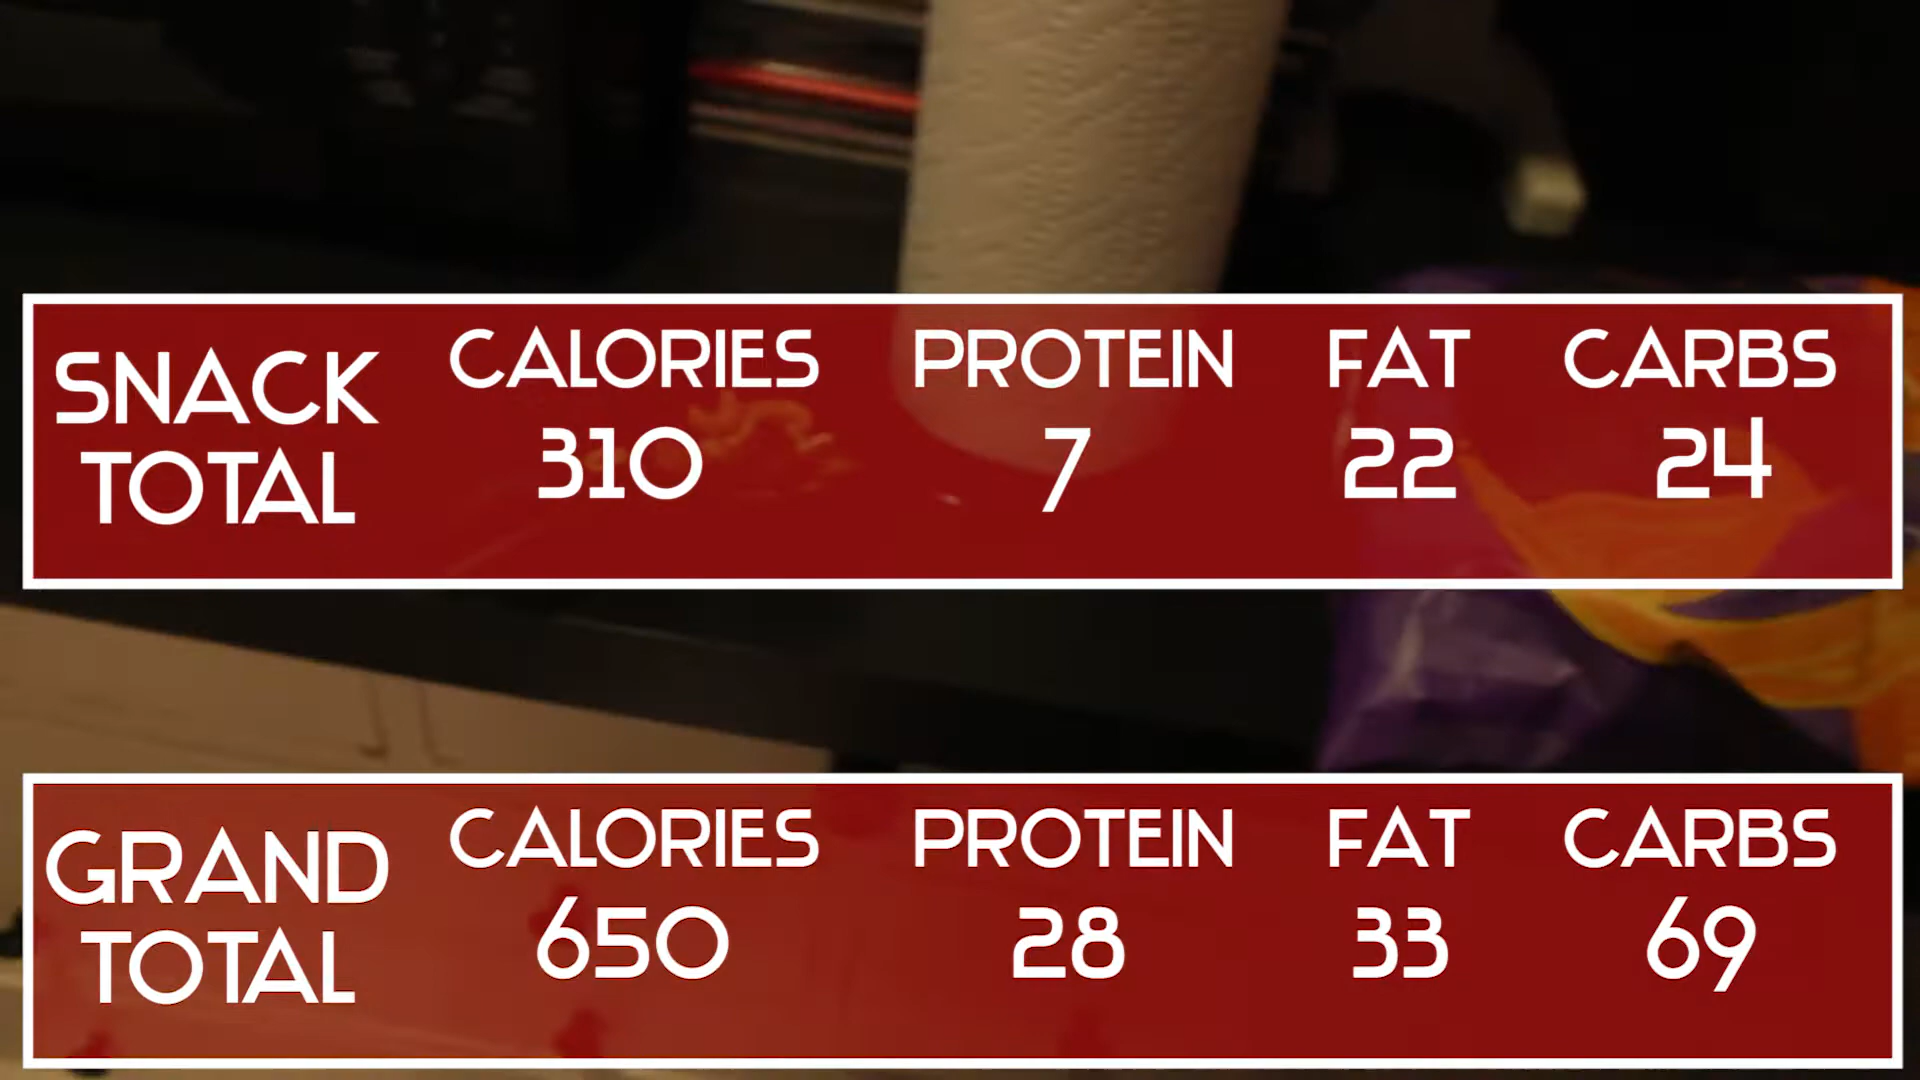 SNACK TOTAL
CALORIES PROTEIN FAT CARBS
310 7 22 24
GRAND TOTAL
CALORIES PROTEIN FAT CARBS
650 28 33 69